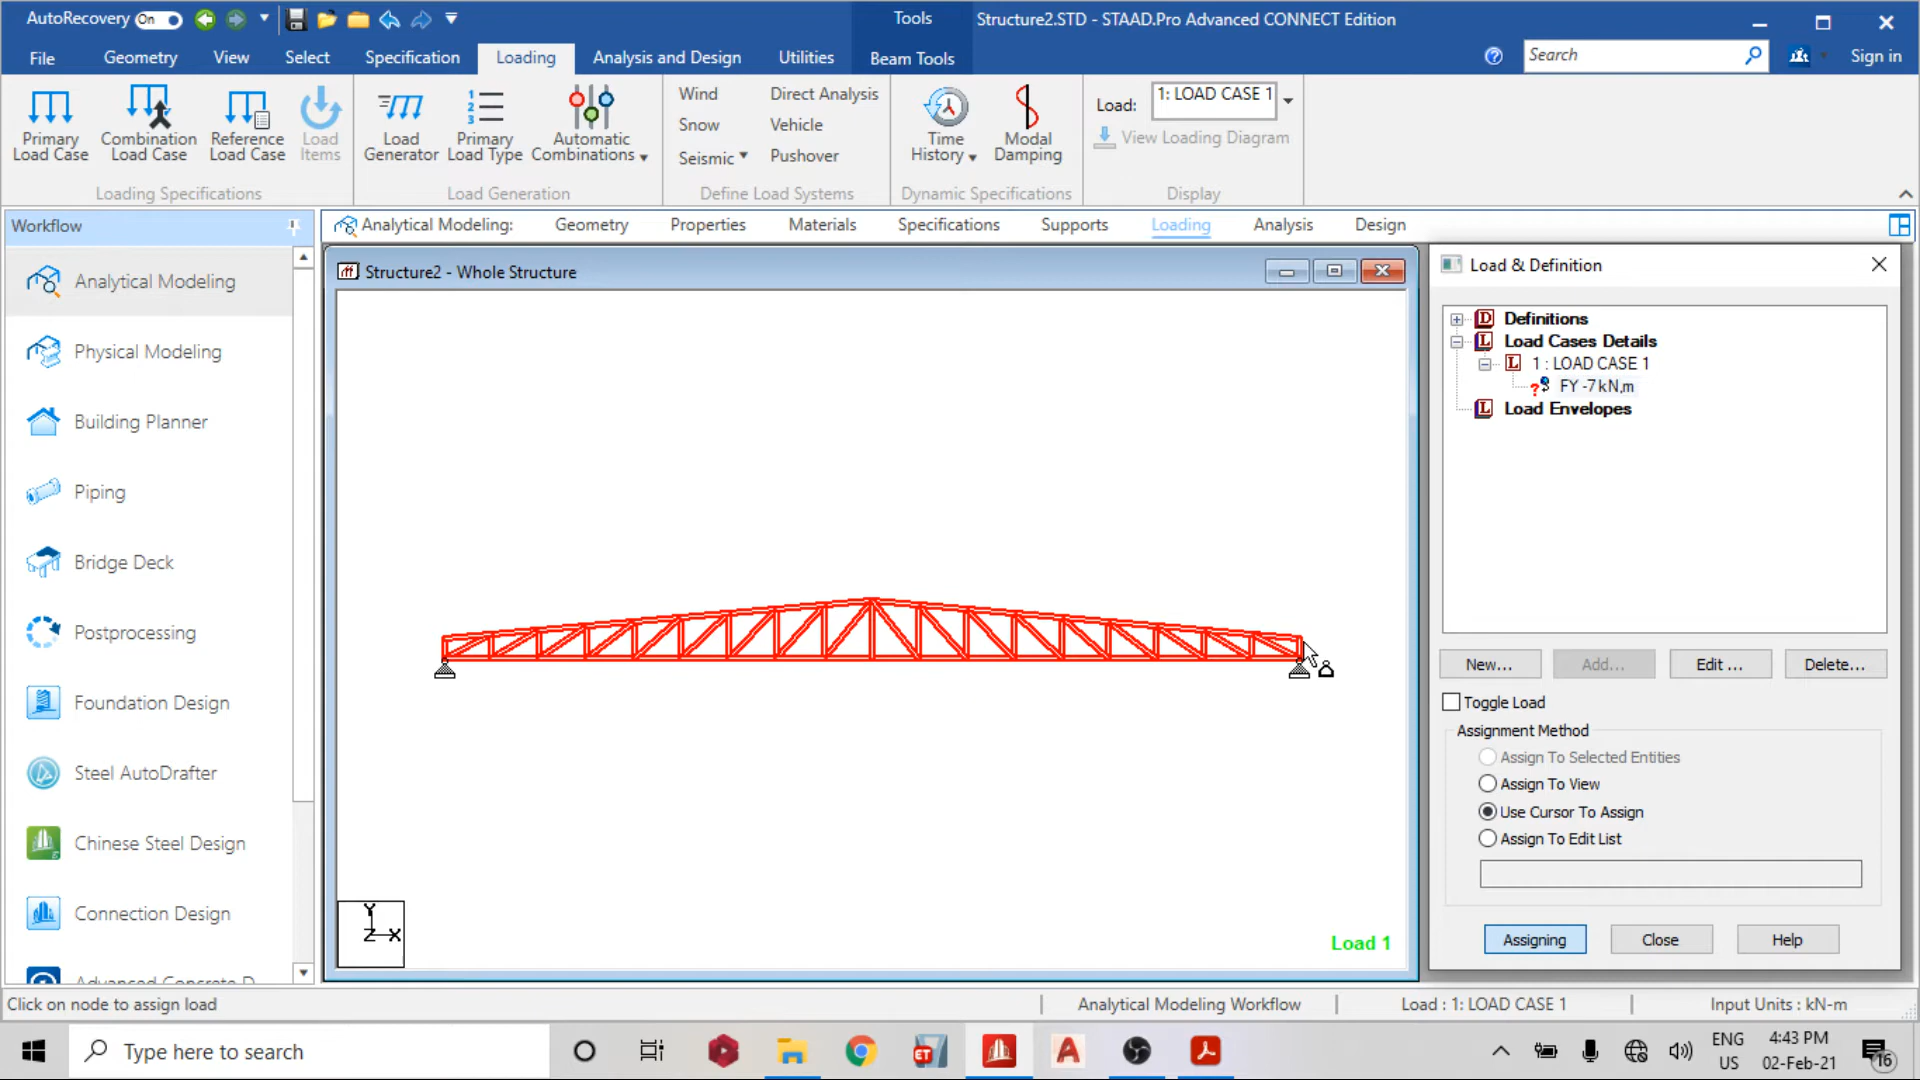 AutoRecovery On
Tools
Structure2.STD - STAAD.Pro Advanced CONNECT Edition
File Geometry View Select Specification Loading Analysis and Design Utilities Beam Tools
Search
Sign in
Primary Load Case
Combination Load Case
Reference Load Case
Load Items
Load Generator
Primary Load Type
Automatic Combinations
Wind
Snow
Seismic
Direct Analysis
Vehicle
Pushover
Time History
Modal Damping
Load: 1: LOAD CASE 1
View Loading Diagram
Loading Specifications
Load Generation
Define Load Systems
Dynamic Specifications
Display
Workflow
Analytical Modeling: Geometry Properties Materials Specifications Supports Loading Analysis Design
Analytical Modeling
Physical Modeling
Building Planner
Piping
Bridge Deck
Postprocessing
Foundation Design
Steel AutoDrafter
Chinese Steel Design
Connection Design
Structure2 - Whole Structure
Y
Z X
Load 1
Load & Definition
D Definitions
L Load Cases Details
L 1 : LOAD CASE 1
? FY -7 kN,m
L Load Envelopes
New... Add... Edit ... Delete...
Toggle Load
Assignment Method
Assign To Selected Entities
Assign To View
Use Cursor To Assign
Assign To Edit List
Assigning Close Help
Click on node to assign load
Analytical Modeling Workflow
Load : 1: LOAD CASE 1
Input Units : kN-m
Type here to search
ET
ENG
US
4:43 PM
02-Feb-21
16